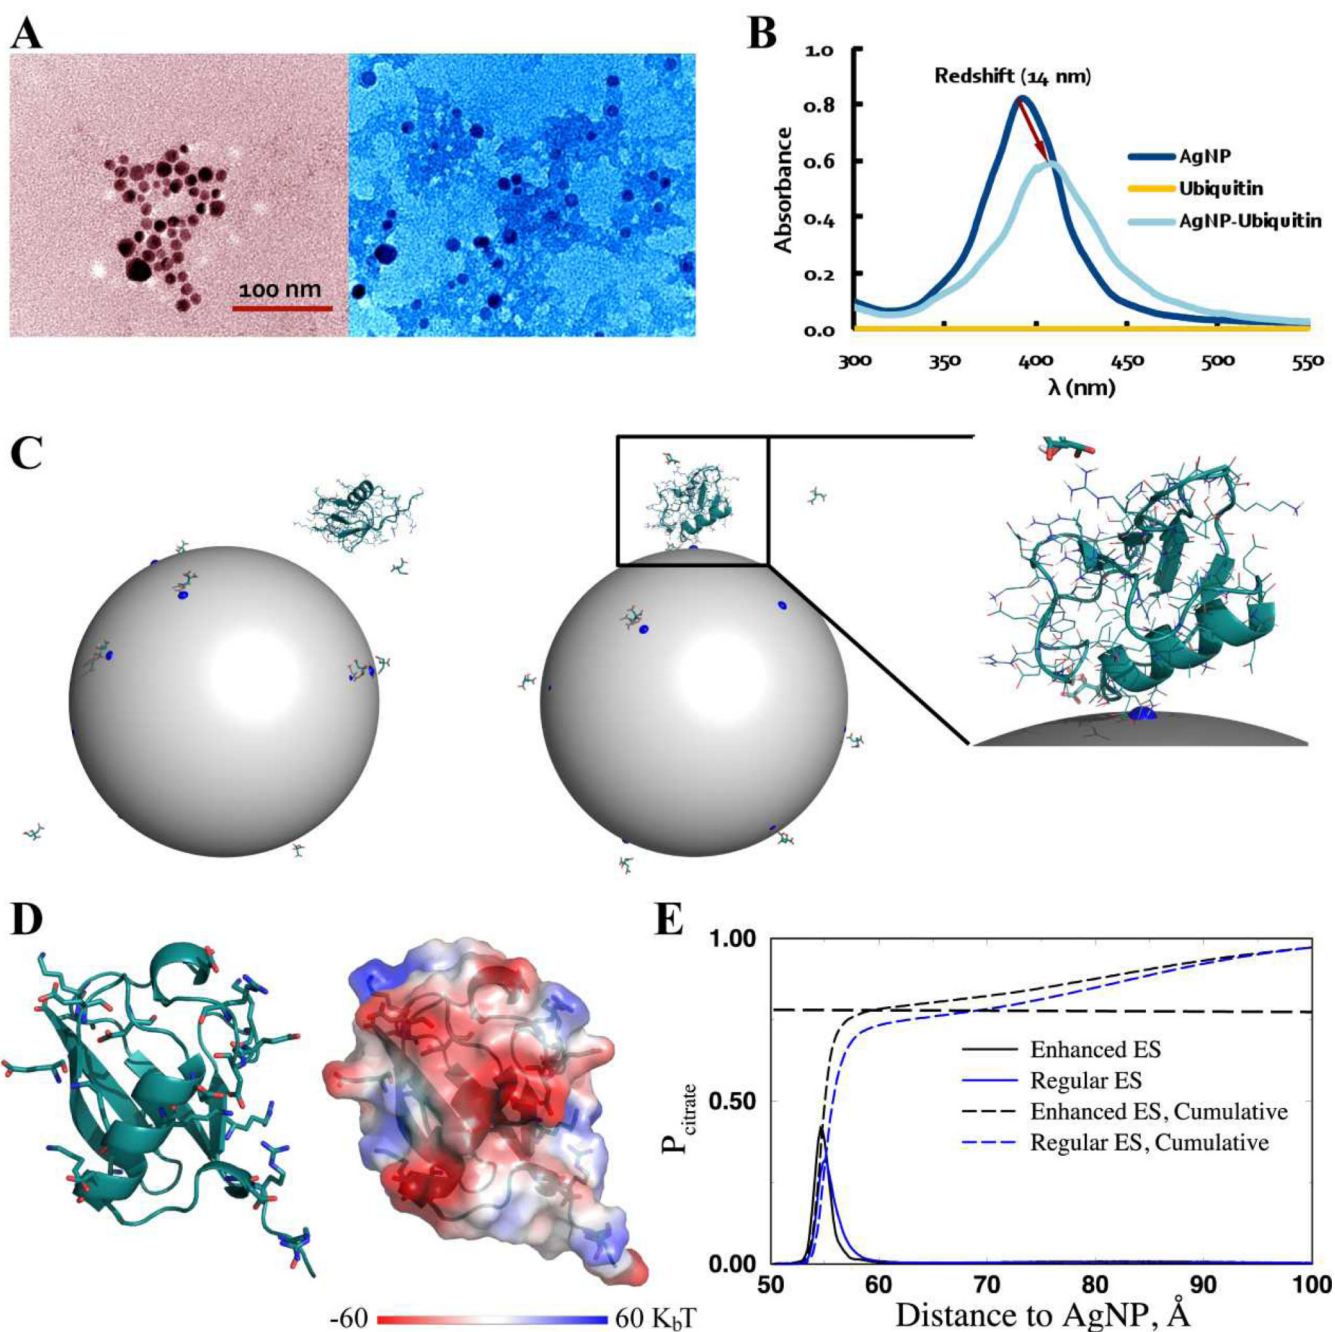 A
100 nm
B
1.0
Redshift (14 nm)
0.8
0.6
0.4
0.2
0.0
Absorbance
AgNP
Ubiquitin
AgNP-Ubiquitin
300 350 400 450 500 550
λ (nm)
C
D
-60 60 K_bT
E
1.00
0.50
0.00
P_citrate
Enhanced ES
Regular ES
Enhanced ES, Cumulative
Regular ES, Cumulative
50 60 70 80 90 100
Distance to AgNP, Å